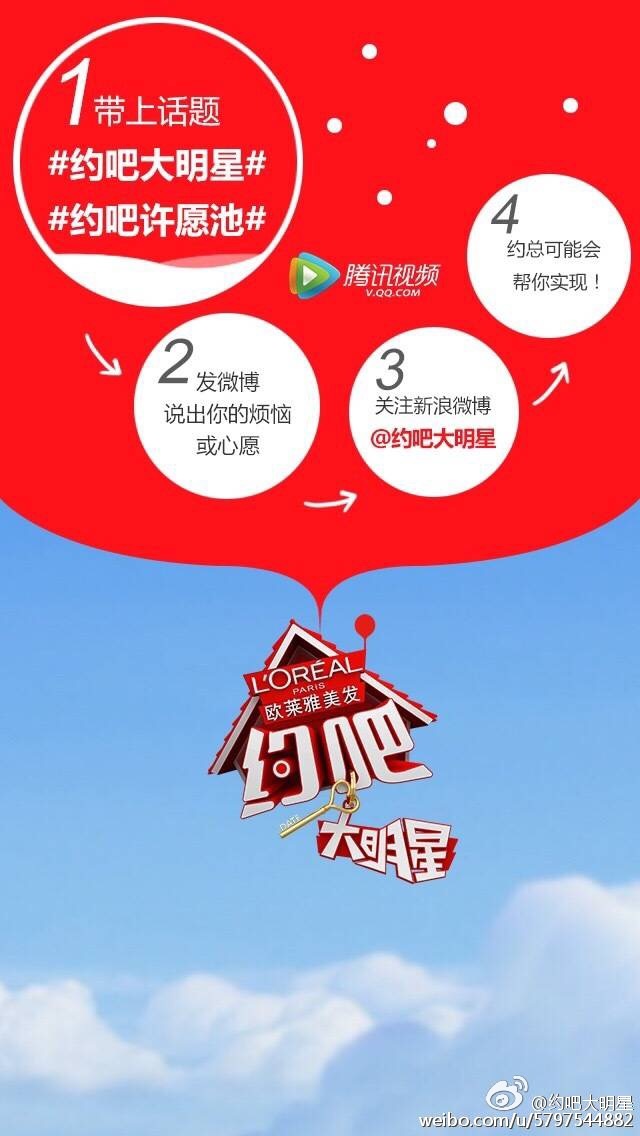 1 带上话题
#约吧大明星#
#约吧许愿池#
2 发微博
说出你的烦恼
或心愿
3
关注新浪微博
@约吧大明星
4
约总可能会
帮你实现！
腾讯视频
V.QQ.COM
L'ORÉAL
PARIS
欧莱雅美发
约吧
DATE
大明星
@约吧大明星
weibo.com/u/5797544882